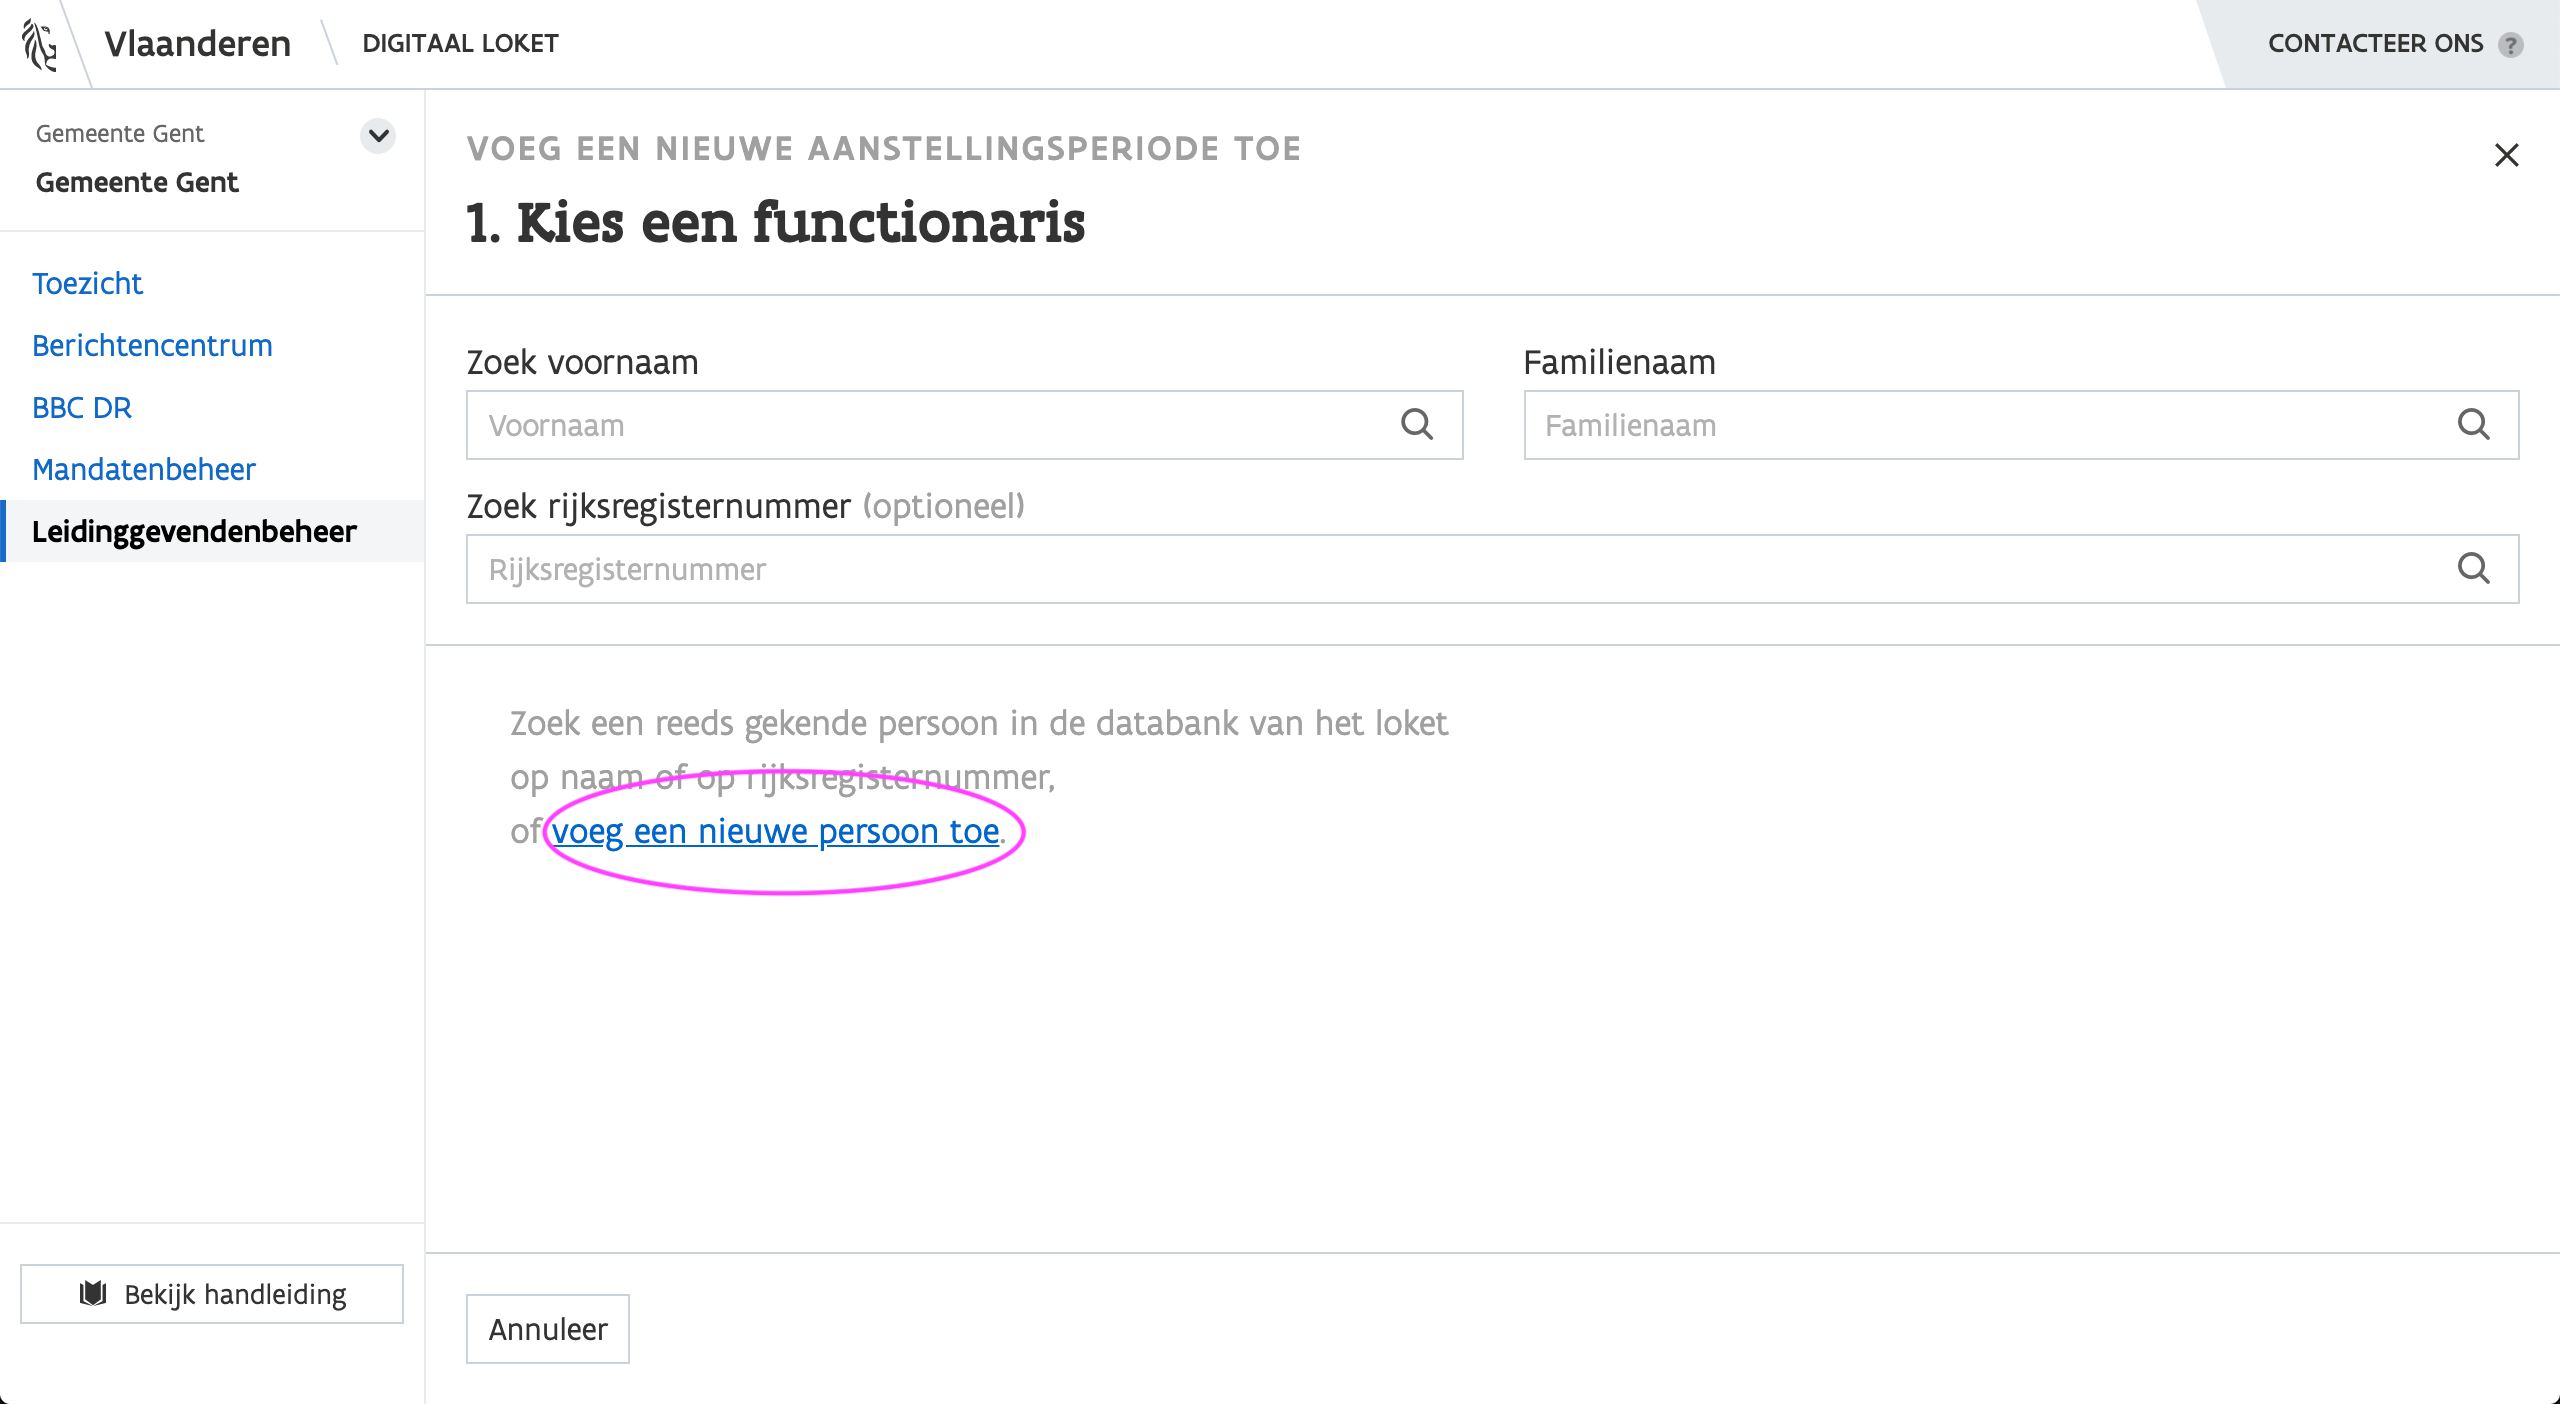 Vlaanderen
DIGITAAL LOKET
CONTACTEER ONS ?
Gemeente Gent
Gemeente Gent
Toezicht
Berichtencentrum
BBC DR
Mandatenbeheer
Leidinggevendenbeheer
Bekijk handleiding
VOEG EEN NIEUWE AANSTELLINGSPERIODE TOE
1. Kies een functionaris
Zoek voornaam
Voornaam
Familienaam
Familienaam
Zoek rijksregisternummer (optioneel)
Rijksregisternummer
Zoek een reeds gekende persoon in de databank van het loket
op naam of op rijksregisternummer,
of voeg een nieuwe persoon toe.
Annuleer